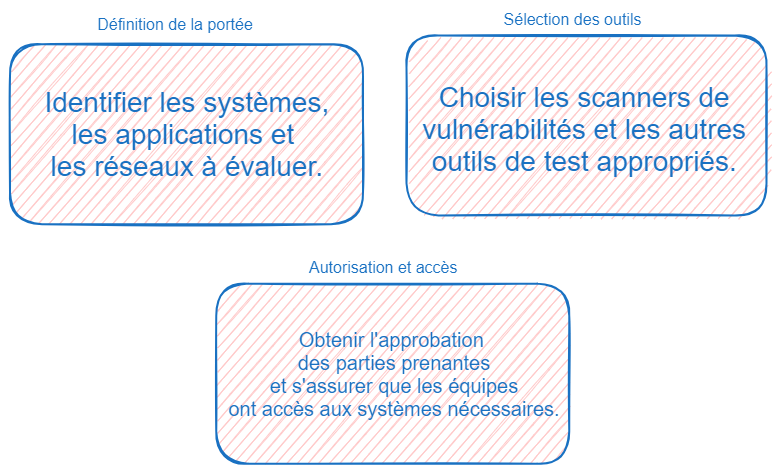 Définition de la portée
Identifier les systèmes,
les applications et
les réseaux à évaluer.
Sélection des outils
Choisir les scanners de
vulnérabilités et les autres
outils de test appropriés.
Autorisation et accès
Obtenir l'approbation
des parties prenantes
et s'assurer que les équipes
ont accès aux systèmes nécessaires.